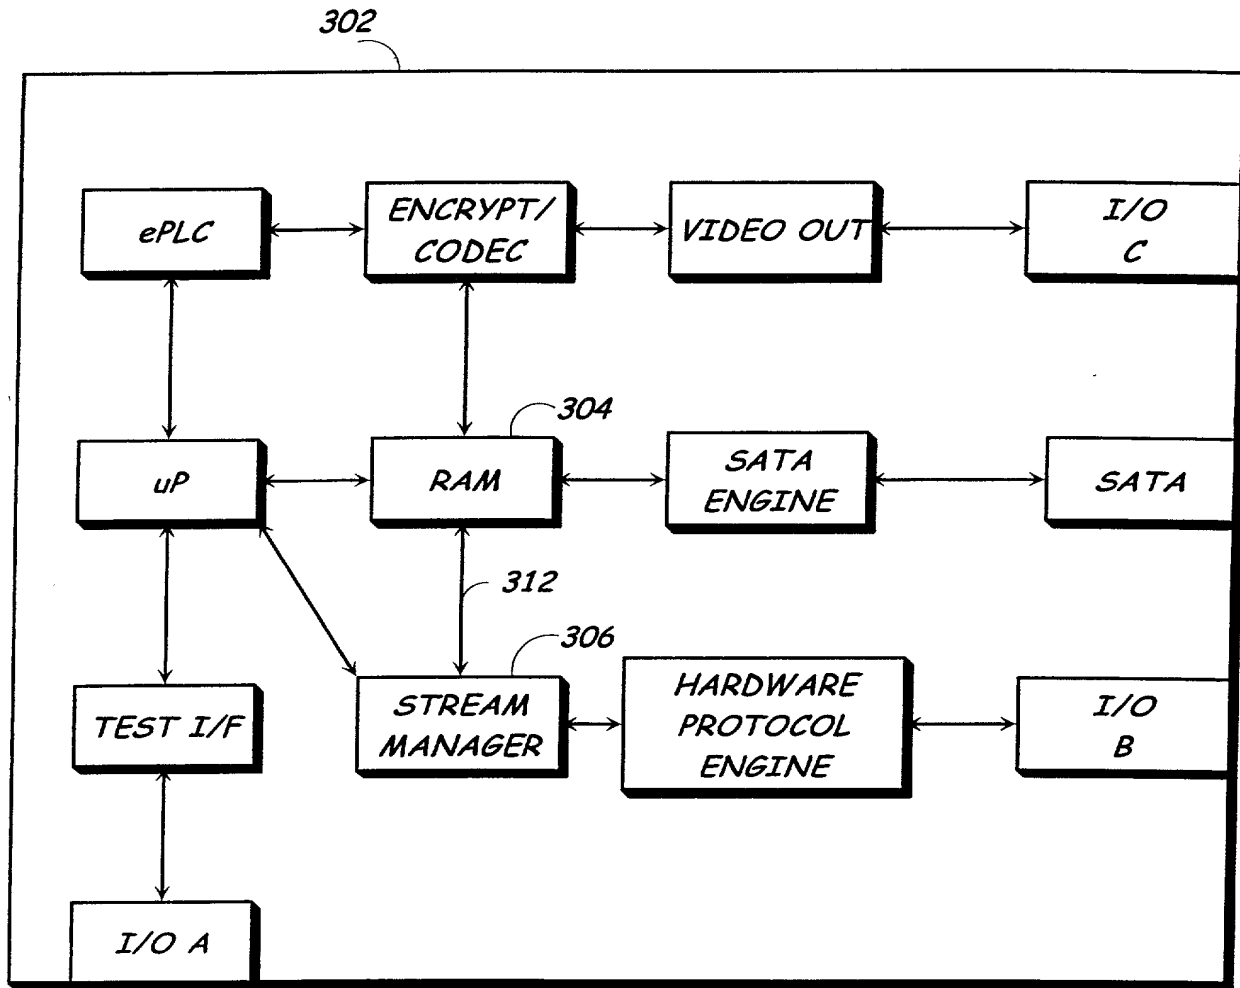 302
ePLC
ENCRYPT/
CODEC
VIDEO OUT
I/O
C
304
uP
RAM
SATA
ENGINE
SATA
312
306
TEST I/F
STREAM
MANAGER
HARDWARE
PROTOCOL
ENGINE
I/O
B
I/O A